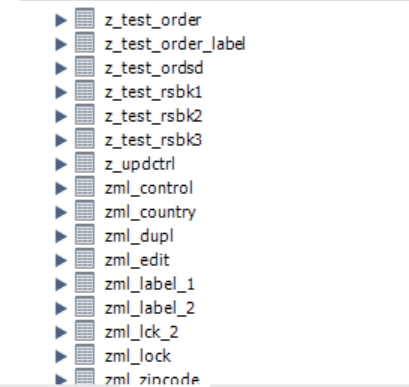 z_test_order
z_test_order_label
z_test_ordsd
z_test_rsbk1
z_test_rsbk2
z_test_rsbk3
z_updctrl
zml_control
zml_country
zml_dupl
zml_edit
zml_label_1
zml_label_2
zml_lck_2
zml_lock
zml_zipcode